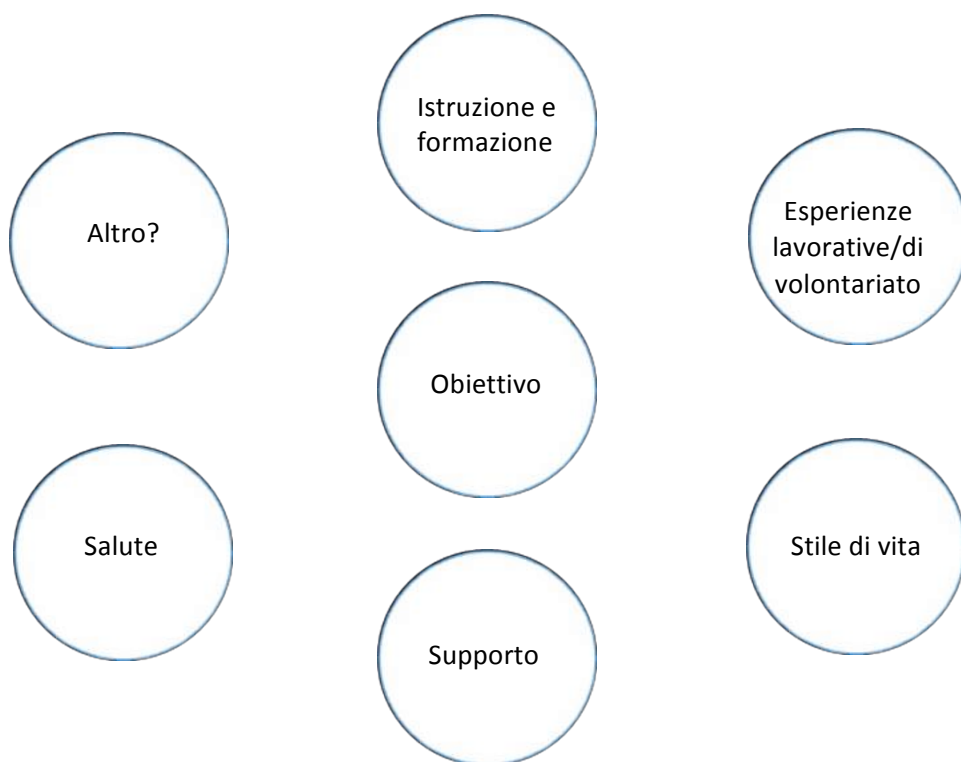 Istruzione e
formazione
Altro?
Esperienze
lavorative/di
volontariato
Obiettivo
Salute
Stile di vita
Supporto